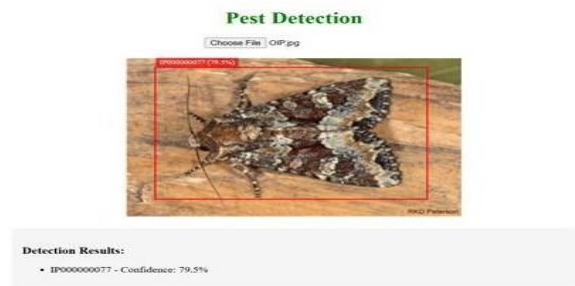 Pest Detection
Choose File OIP.jpg
IP000000077 (79.5%)
RKD Peterson
Detection Results:
• IP000000077 - Confidence: 79.5%